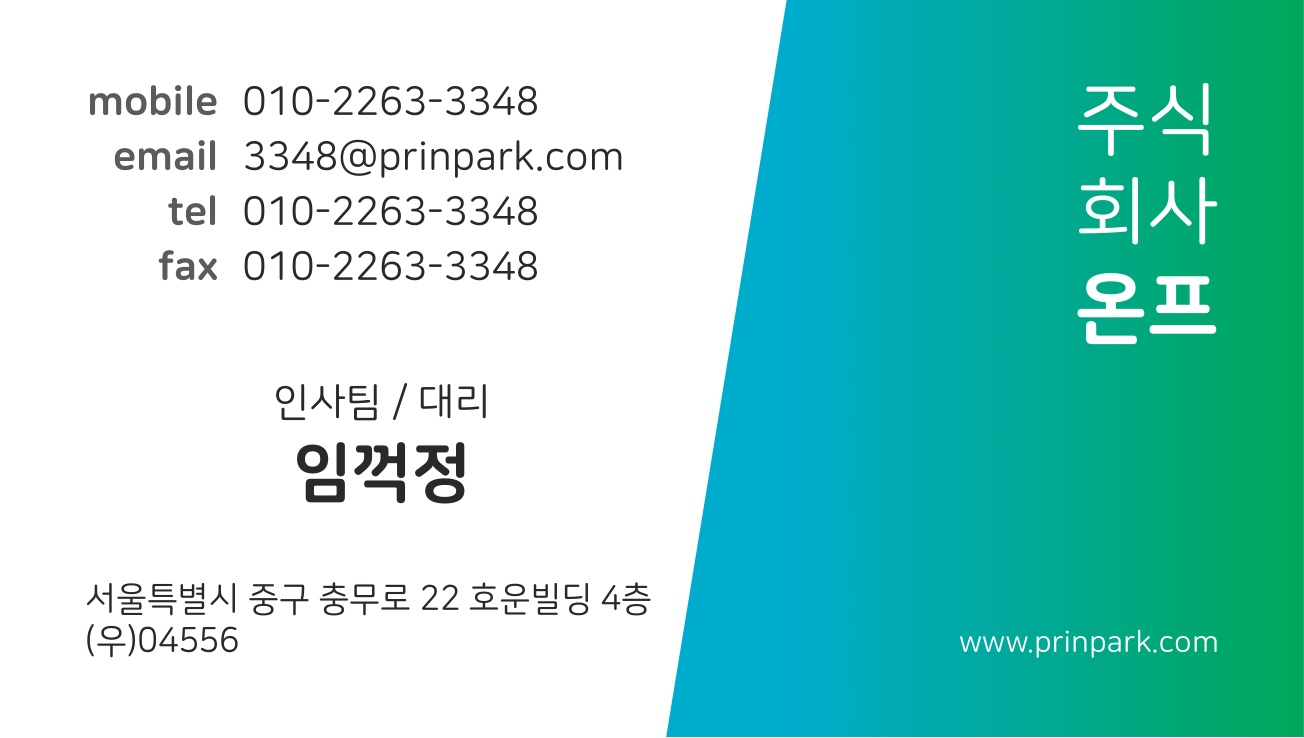 mobile 010-2263-3348
email 3348@prinpark.com
tel 010-2263-3348
fax 010-2263-3348
인사팀 / 대리
임꺽정
서울특별시 중구 충무로 22 호운빌딩 4층
(우)04556
주식
회사
온프
www.prinpark.com